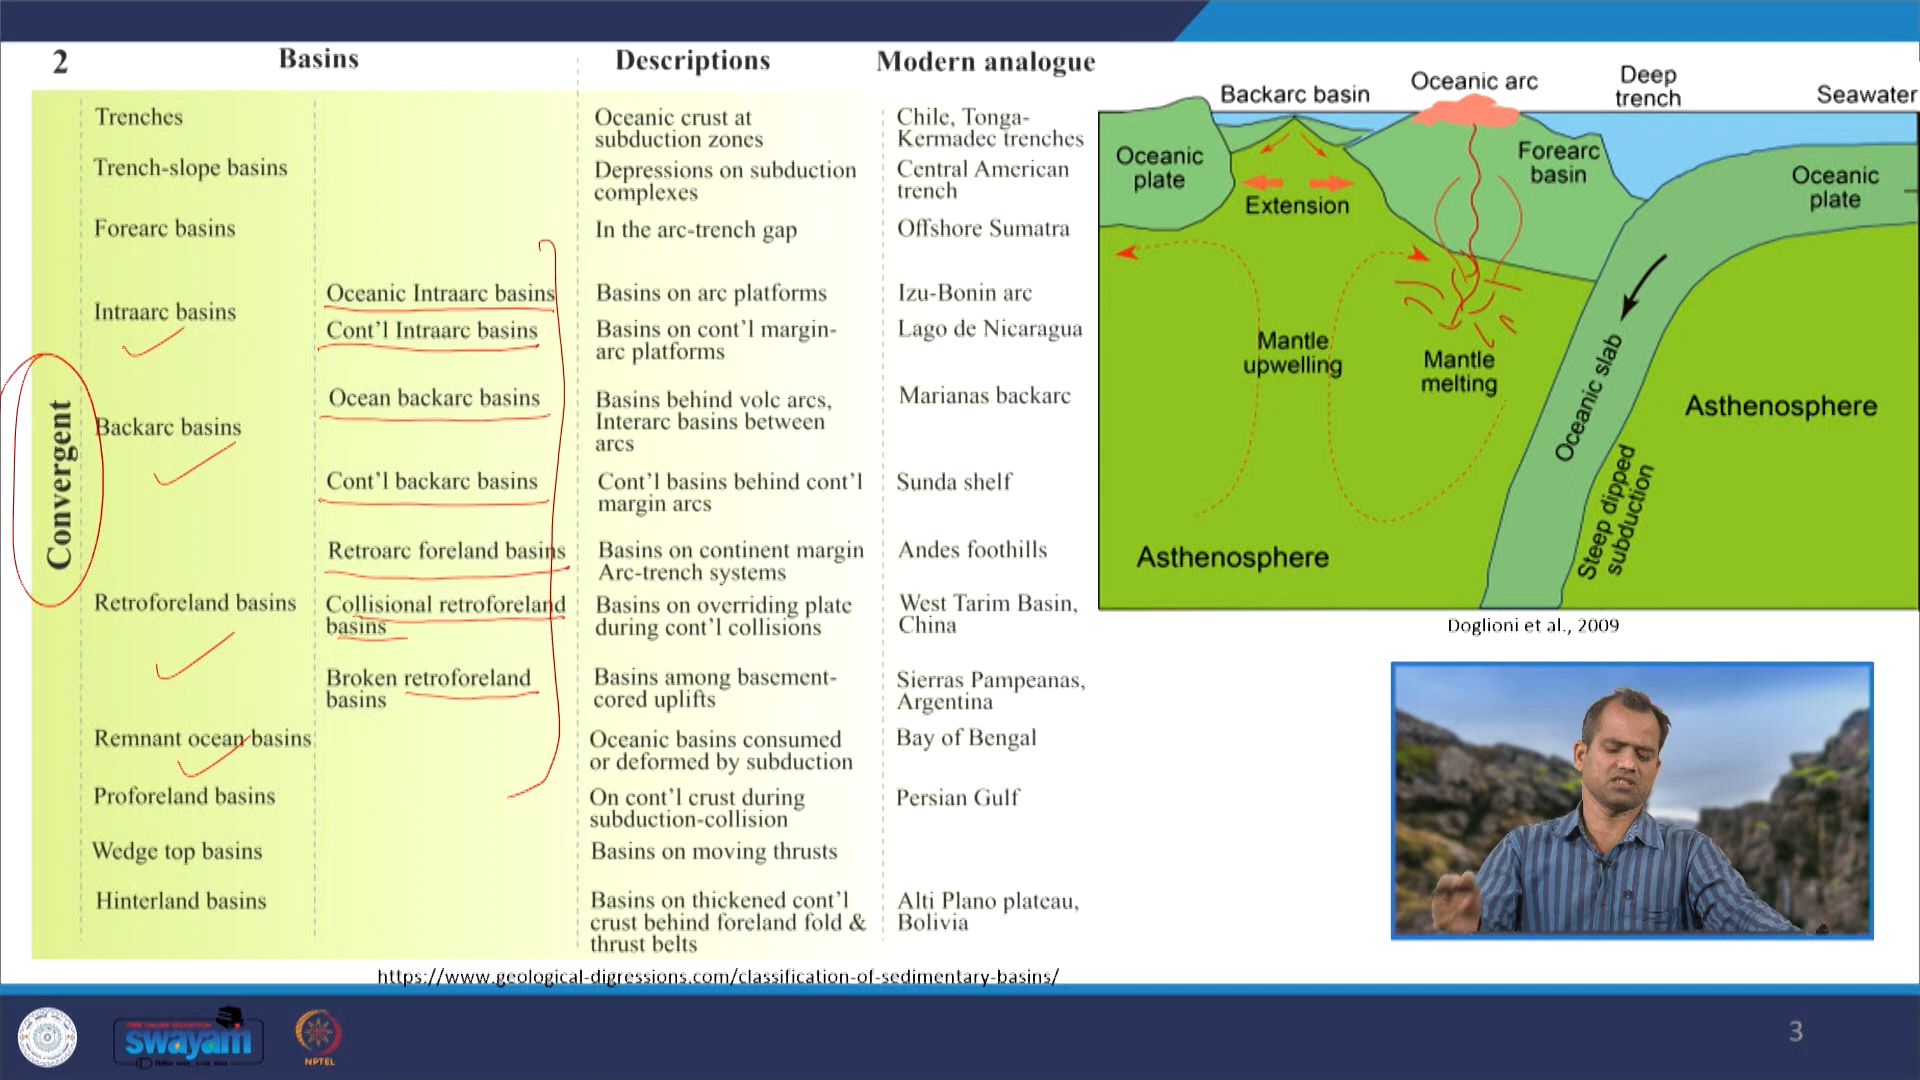 2
Basins
Descriptions
Modern analogue
Convergent
Trenches
Oceanic crust at
subduction zones
Chile, Tonga-
Kermadec trenches
Trench-slope basins
Depressions on subduction
complexes
Central American
trench
Forearc basins
In the arc-trench gap
Offshore Sumatra
Intraarc basins
Oceanic Intraarc basins
Basins on arc platforms
Izu-Bonin arc
Cont'l Intraarc basins
Basins on cont'l margin-
arc platforms
Lago de Nicaragua
Backarc basins
Ocean backarc basins
Basins behind volc arcs,
Interarc basins between
arcs
Marianas backarc
Cont'l backarc basins
Cont'l basins behind cont'l
margin arcs
Sunda shelf
Retroforeland basins
Retroarc foreland basins
Basins on continent margin
Arc-trench systems
Andes foothills
Collisional retroforeland
basins
Basins on overriding plate
during cont'l collisions
West Tarim Basin,
China
Broken retroforeland
basins
Basins among basement-
cored uplifts
Sierras Pampeanas,
Argentina
Remnant ocean basins
Oceanic basins consumed
or deformed by subduction
Bay of Bengal
Proforeland basins
On cont'l crust during
subduction-collision
Persian Gulf
Wedge top basins
Basins on moving thrusts
Hinterland basins
Basins on thickened cont'l
crust behind foreland fold &
thrust belts
Alti Plano plateau,
Bolivia
https://www.geological-digressions.com/classification-of-sedimentary-basins/
Backarc basin
Oceanic arc
Deep
trench
Seawater
Oceanic
plate
Extension
Forearc
basin
Oceanic
plate
Mantle
upwelling
Mantle
melting
Oceanic slab
Steep dipped
subduction
Asthenosphere
Asthenosphere
Doglioni et al., 2009
swayam
NPTEL
3